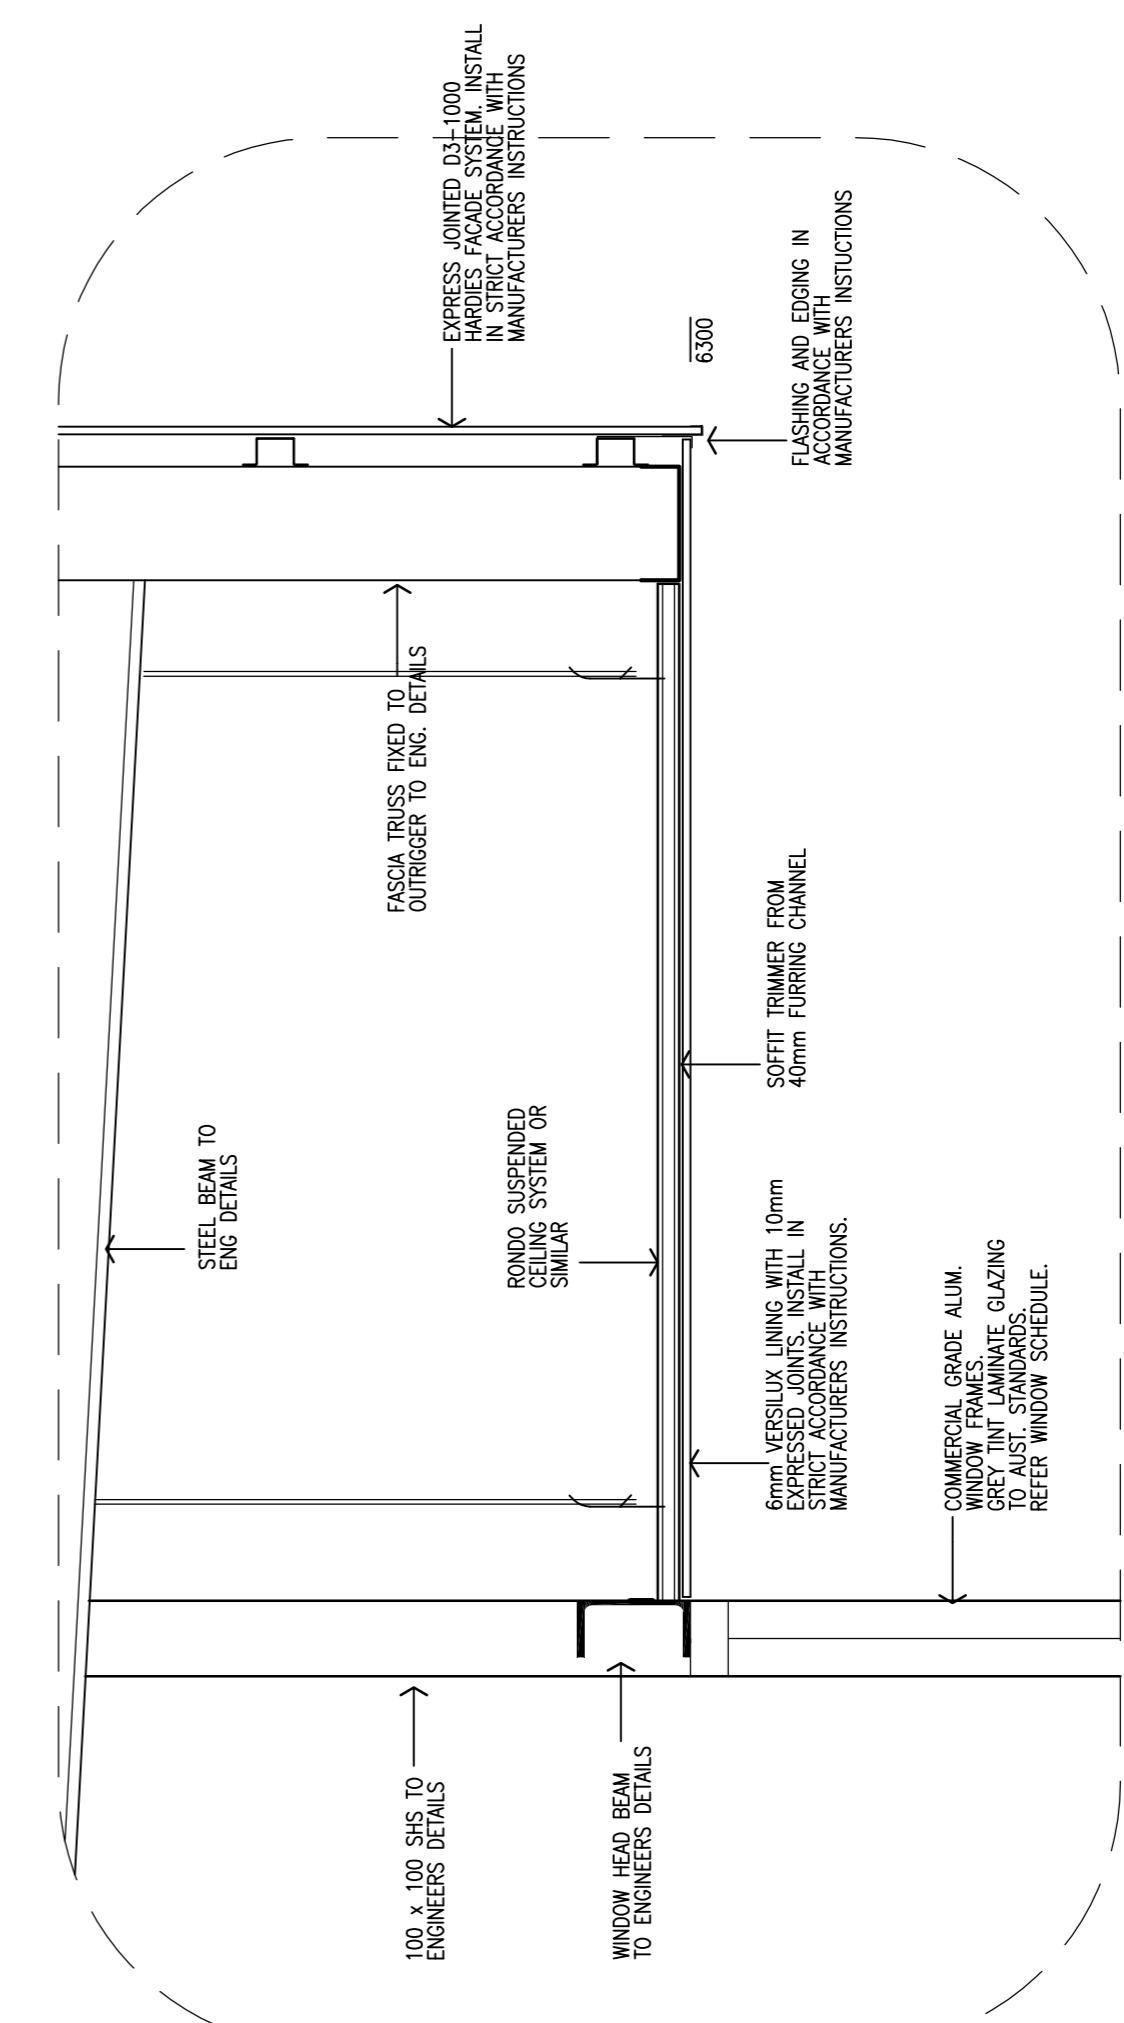 EXPRESS JOINTED D3-1000
HARDIES FACADE SYSTEM. INSTALL
IN STRICT ACCORDANCE WITH
MANUFACTURERS INSTRUCTIONS
6300
FLASHING AND EDGING IN
ACCORDANCE WITH
MANUFACTURERS INSTUCTIONS
FASCIA TRUSS FIXED TO
OUTRIGGER TO ENG. DETAILS
SOFFIT TRIMMER FROM
40mm FURRING CHANNEL
STEEL BEAM TO
ENG DETAILS
RONDO SUSPENDED
CEILING SYSTEM OR
SIMILAR
6mm VERSILUX LINING WITH 10mm
EXPRESSED JOINTS. INSTALL IN
STRICT ACCORDANCE WITH
MANUFACTURERS INSTRUCTIONS.
COMMERCIAL GRADE ALUM.
WINDOW FRAMES.
GREY TINT LAMINATE GLAZING
TO AUST. STANDARDS.
REFER WINDOW SCHEDULE.
100 x 100 SHS TO
ENGINEERS DETAILS
WINDOW HEAD BEAM
TO ENGINEERS DETAILS